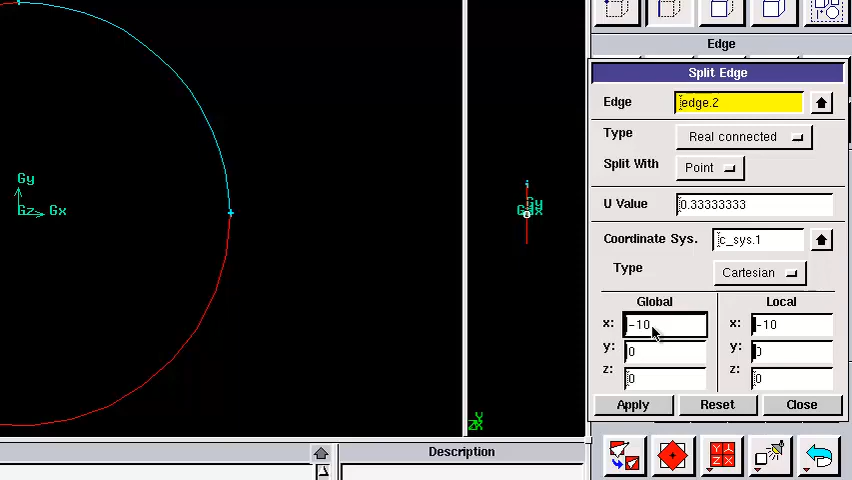 Edge
Split Edge
Edge edge.2
Type Real connected
Split With Point
U Value 0.33333333
Coordinate Sys. c_sys.1
Type Cartesian
Global Local
x: -10 x: -10
y: 0 y: 0
z: 0 z: 0
Apply Reset Close
Gy
Gz Gx
Gy
Description